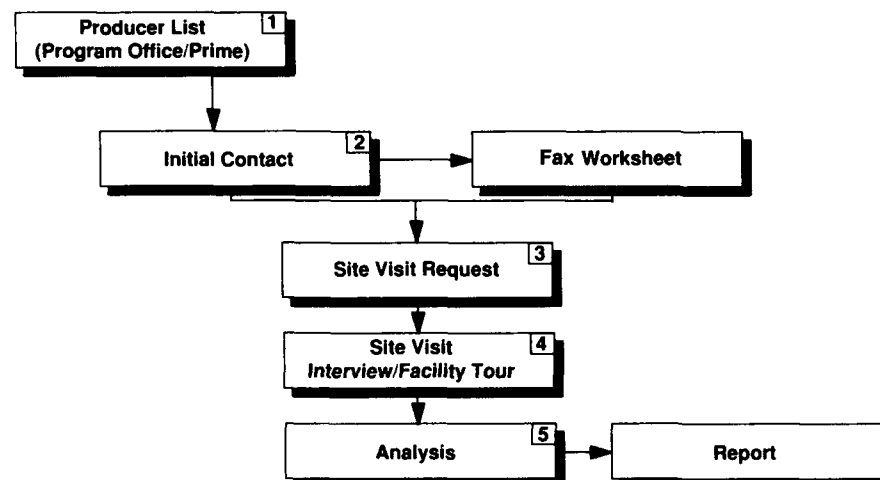 Producer List 1
(Program Office/Prime)
Initial Contact 2
Fax Worksheet
Site Visit Request 3
Site Visit 4
Interview/Facility Tour
Analysis 5
Report